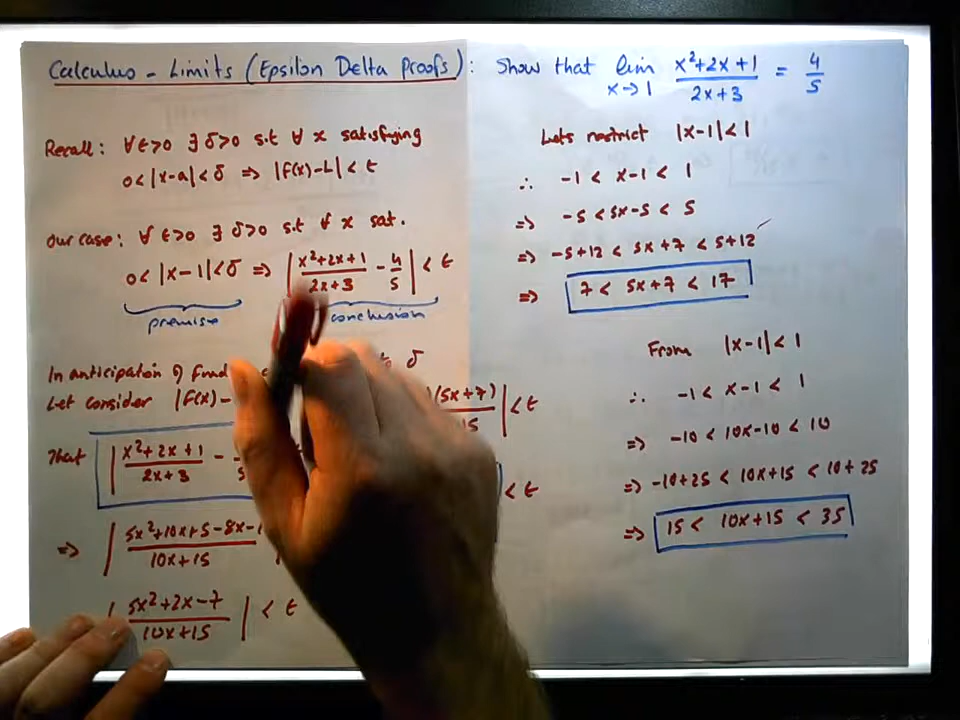 Calculus - Limits (Epsilon Delta Proofs): Show that lim x→1 (x²+2x+1)/(2x+3) = 4/5
Recall: ∀ε>0 ∃ δ>0 s.t ∀ x satisfying
0<|x-a|<δ ⇒ |F(x)-L|<ε
Our case: ∀ ε>0 ∃ δ>0 s.t ∀ x sat.
0<|x-1|<δ ⇒ |(x²+2x+1)/(2x+3) - 4/5| < ε
premise conclusion
In anticipation of δ
Let consider |F(x)-
(5x+7)/15| < ε
That |(x²+2x+1)/(2x+3) -
< ε
⇒ |(5x²+10x+5-8x-1)/(10x+15)
|(5x²+2x-7)/(10x+15)| < ε
Lets restrict |x-1|<1
∴ -1 < x-1 < 1
⇒ -5 < 5x-5 < 5
⇒ -5+12 < 5x+7 < 5+12
⇒ 7 < 5x+7 < 17
From |x-1|<1
∴ -1 < x-1 < 1
⇒ -10 < 10x-10 < 10
⇒ -10+25 < 10x+15 < 10+25
⇒ 15 < 10x+15 < 35